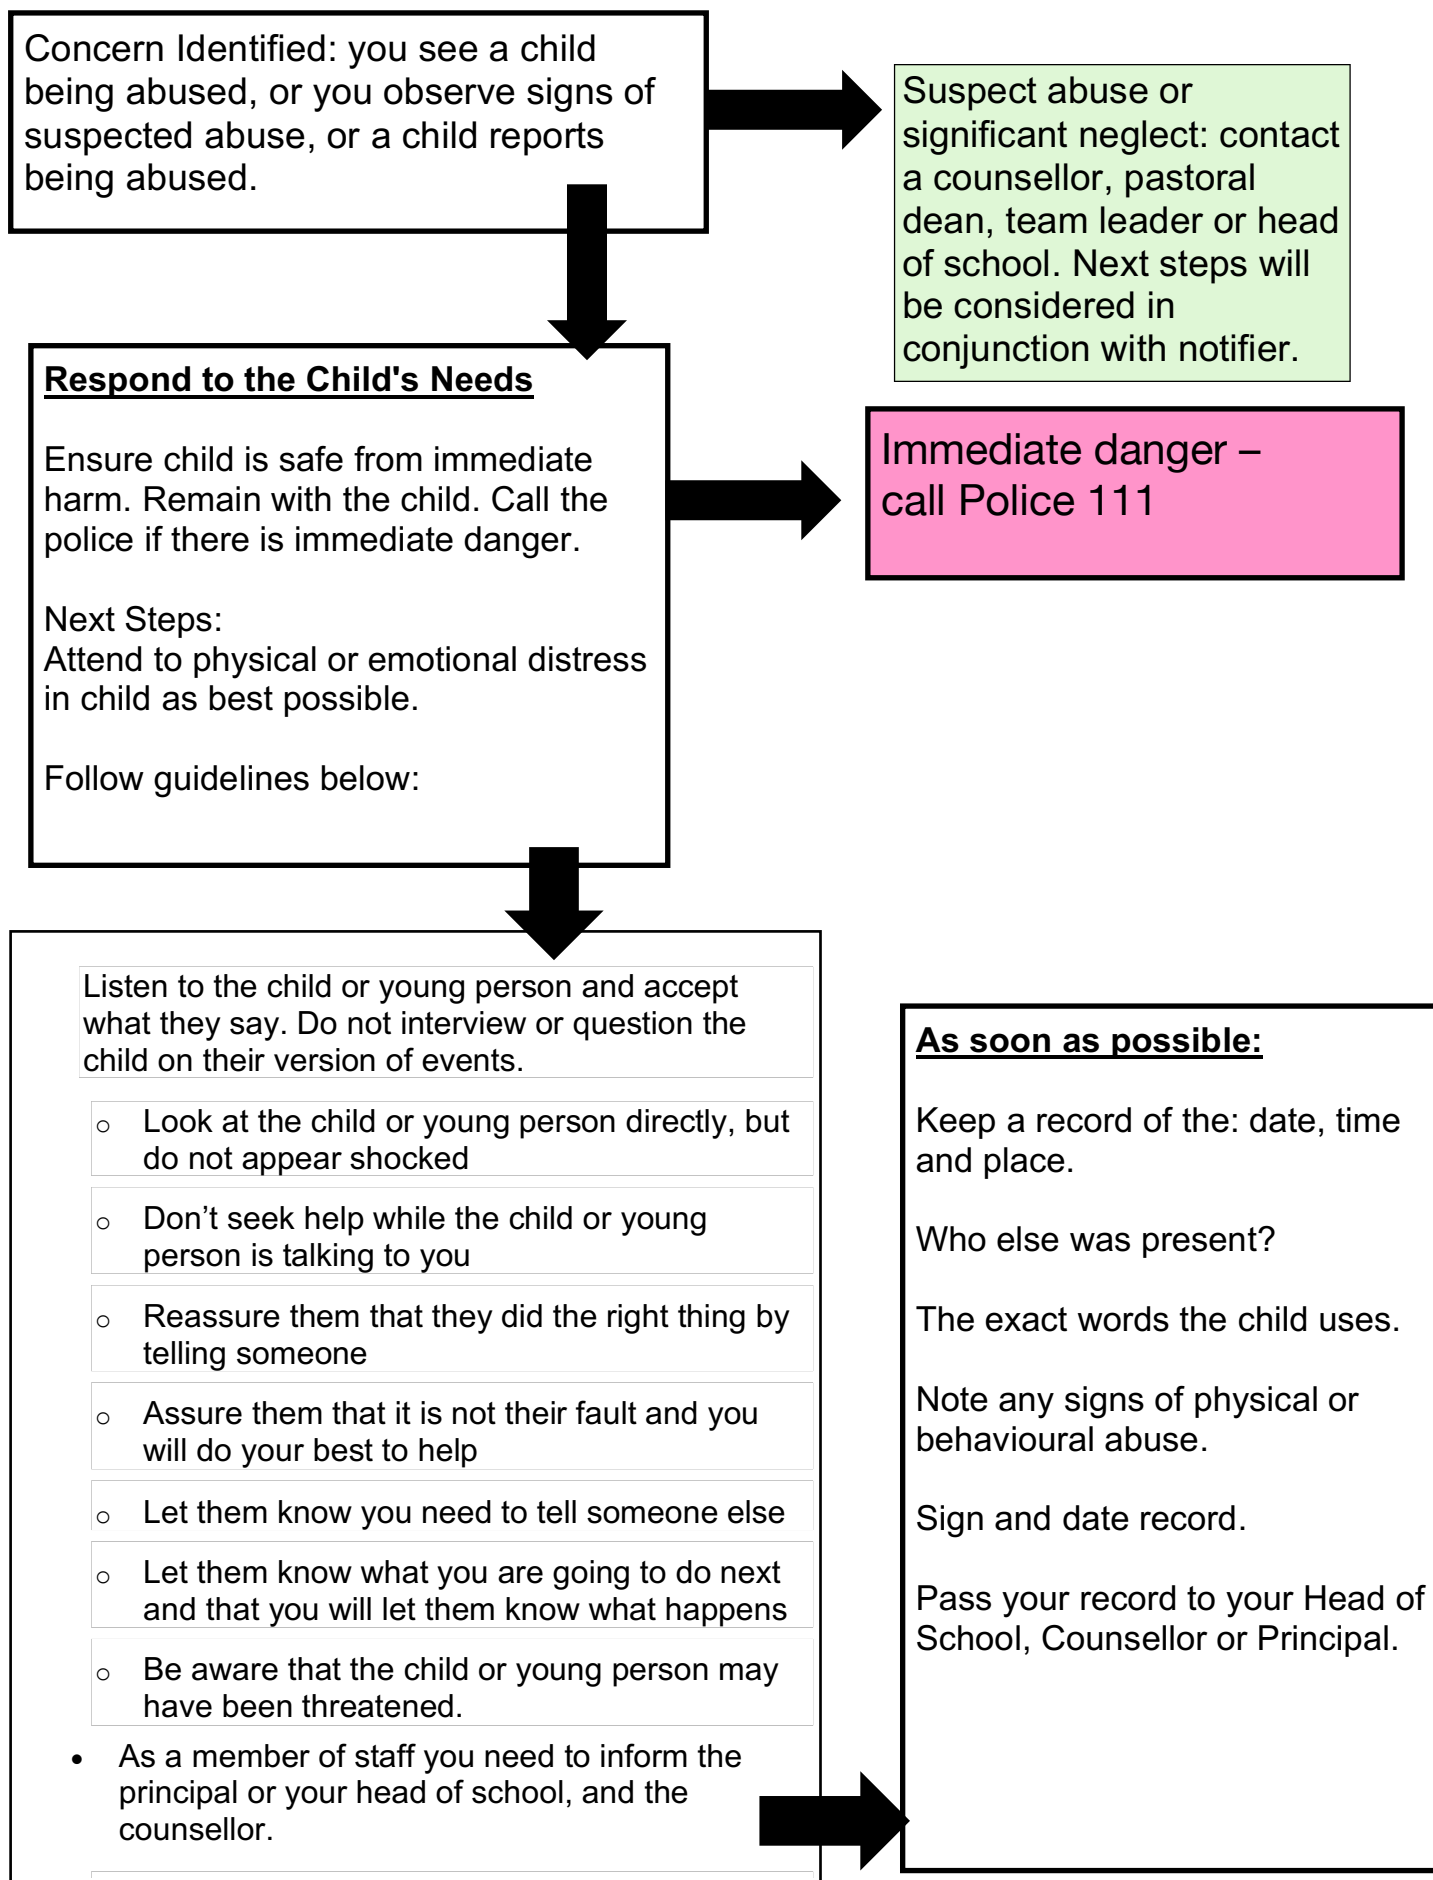 Concern Identified: you see a child
being abused, or you observe signs of
suspected abuse, or a child reports
being abused.
Suspect abuse or
significant neglect: contact
a counsellor, pastoral
dean, team leader or head
of school. Next steps will
be considered in
conjunction with notifier.
Respond to the Child's Needs
Ensure child is safe from immediate
harm. Remain with the child. Call the
police if there is immediate danger.
Next Steps:
Attend to physical or emotional distress
in child as best possible.
Follow guidelines below:
Immediate danger –
call Police 111
Listen to the child or young person and accept
what they say. Do not interview or question the
child on their version of events.
○ Look at the child or young person directly, but
do not appear shocked
○ Don’t seek help while the child or young
person is talking to you
○ Reassure them that they did the right thing by
telling someone
○ Assure them that it is not their fault and you
will do your best to help
○ Let them know you need to tell someone else
○ Let them know what you are going to do next
and that you will let them know what happens
○ Be aware that the child or young person may
have been threatened.
• As a member of staff you need to inform the
principal or your head of school, and the
counsellor.
As soon as possible:
Keep a record of the: date, time
and place.
Who else was present?
The exact words the child uses.
Note any signs of physical or
behavioural abuse.
Sign and date record.
Pass your record to your Head of
School, Counsellor or Principal.